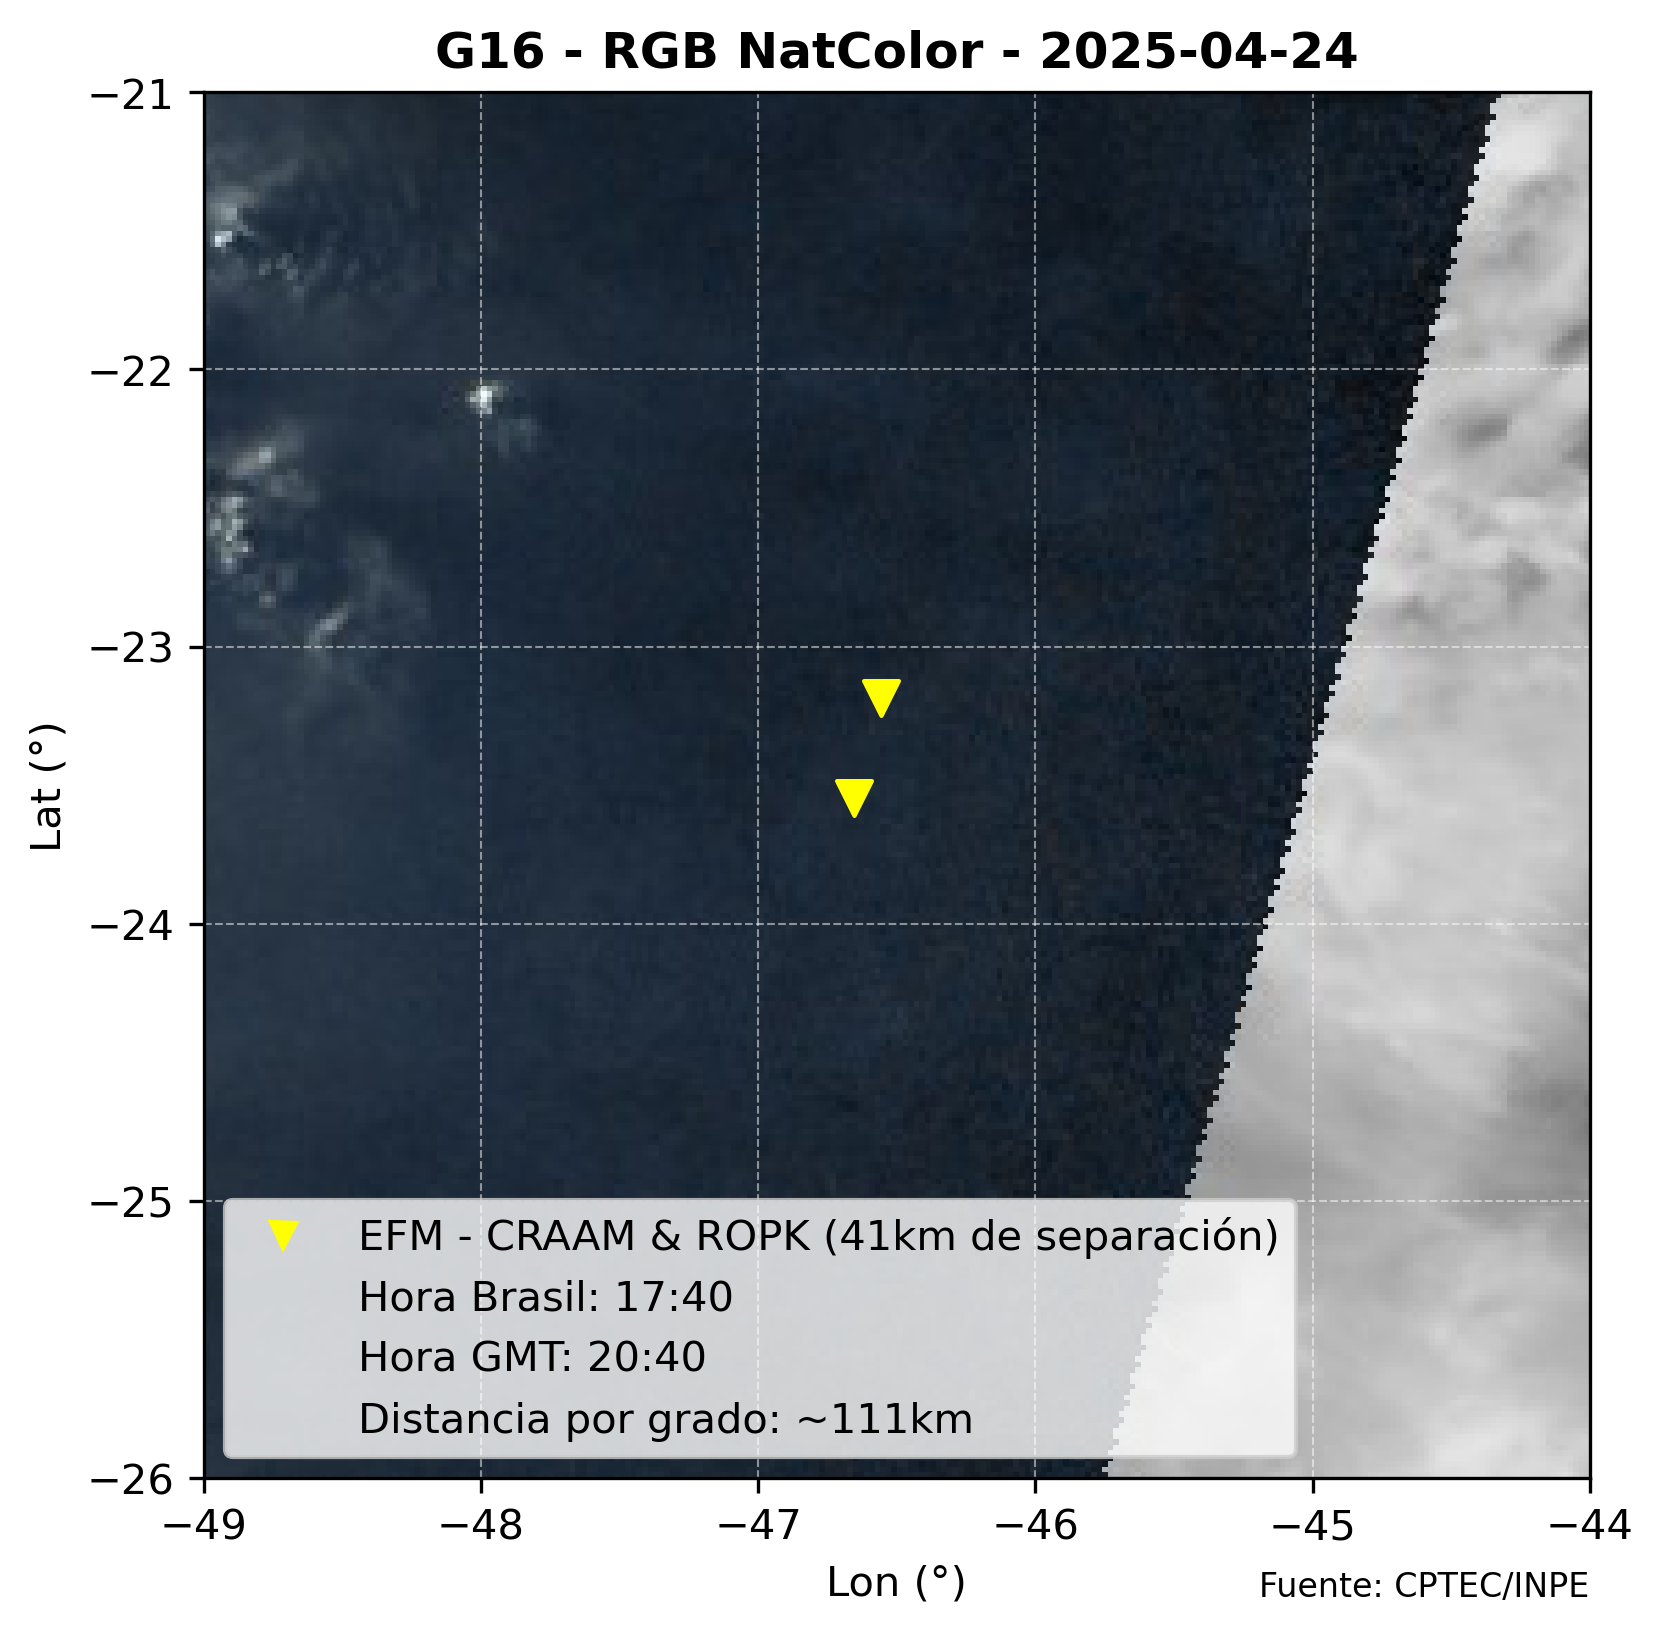 G16 - RGB NatColor - 2025-04-24
−21
−22
−23
−24
−25
−26
Lat (°)
EFM - CRAAM & ROPK (41km de separación)
Hora Brasil: 17:40
Hora GMT: 20:40
Distancia por grado: ~111km
−49
−48
−47
−46
−45
−44
Lon (°)
Fuente: CPTEC/INPE